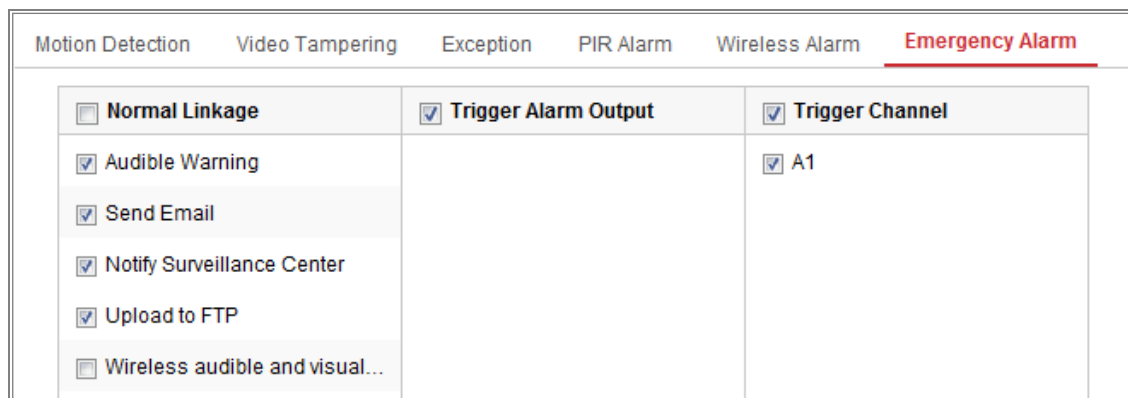 Motion Detection Video Tampering Exception PIR Alarm Wireless Alarm Emergency Alarm
Normal Linkage Trigger Alarm Output Trigger Channel
Audible Warning A1
Send Email
Notify Surveillance Center
Upload to FTP
Wireless audible and visual...